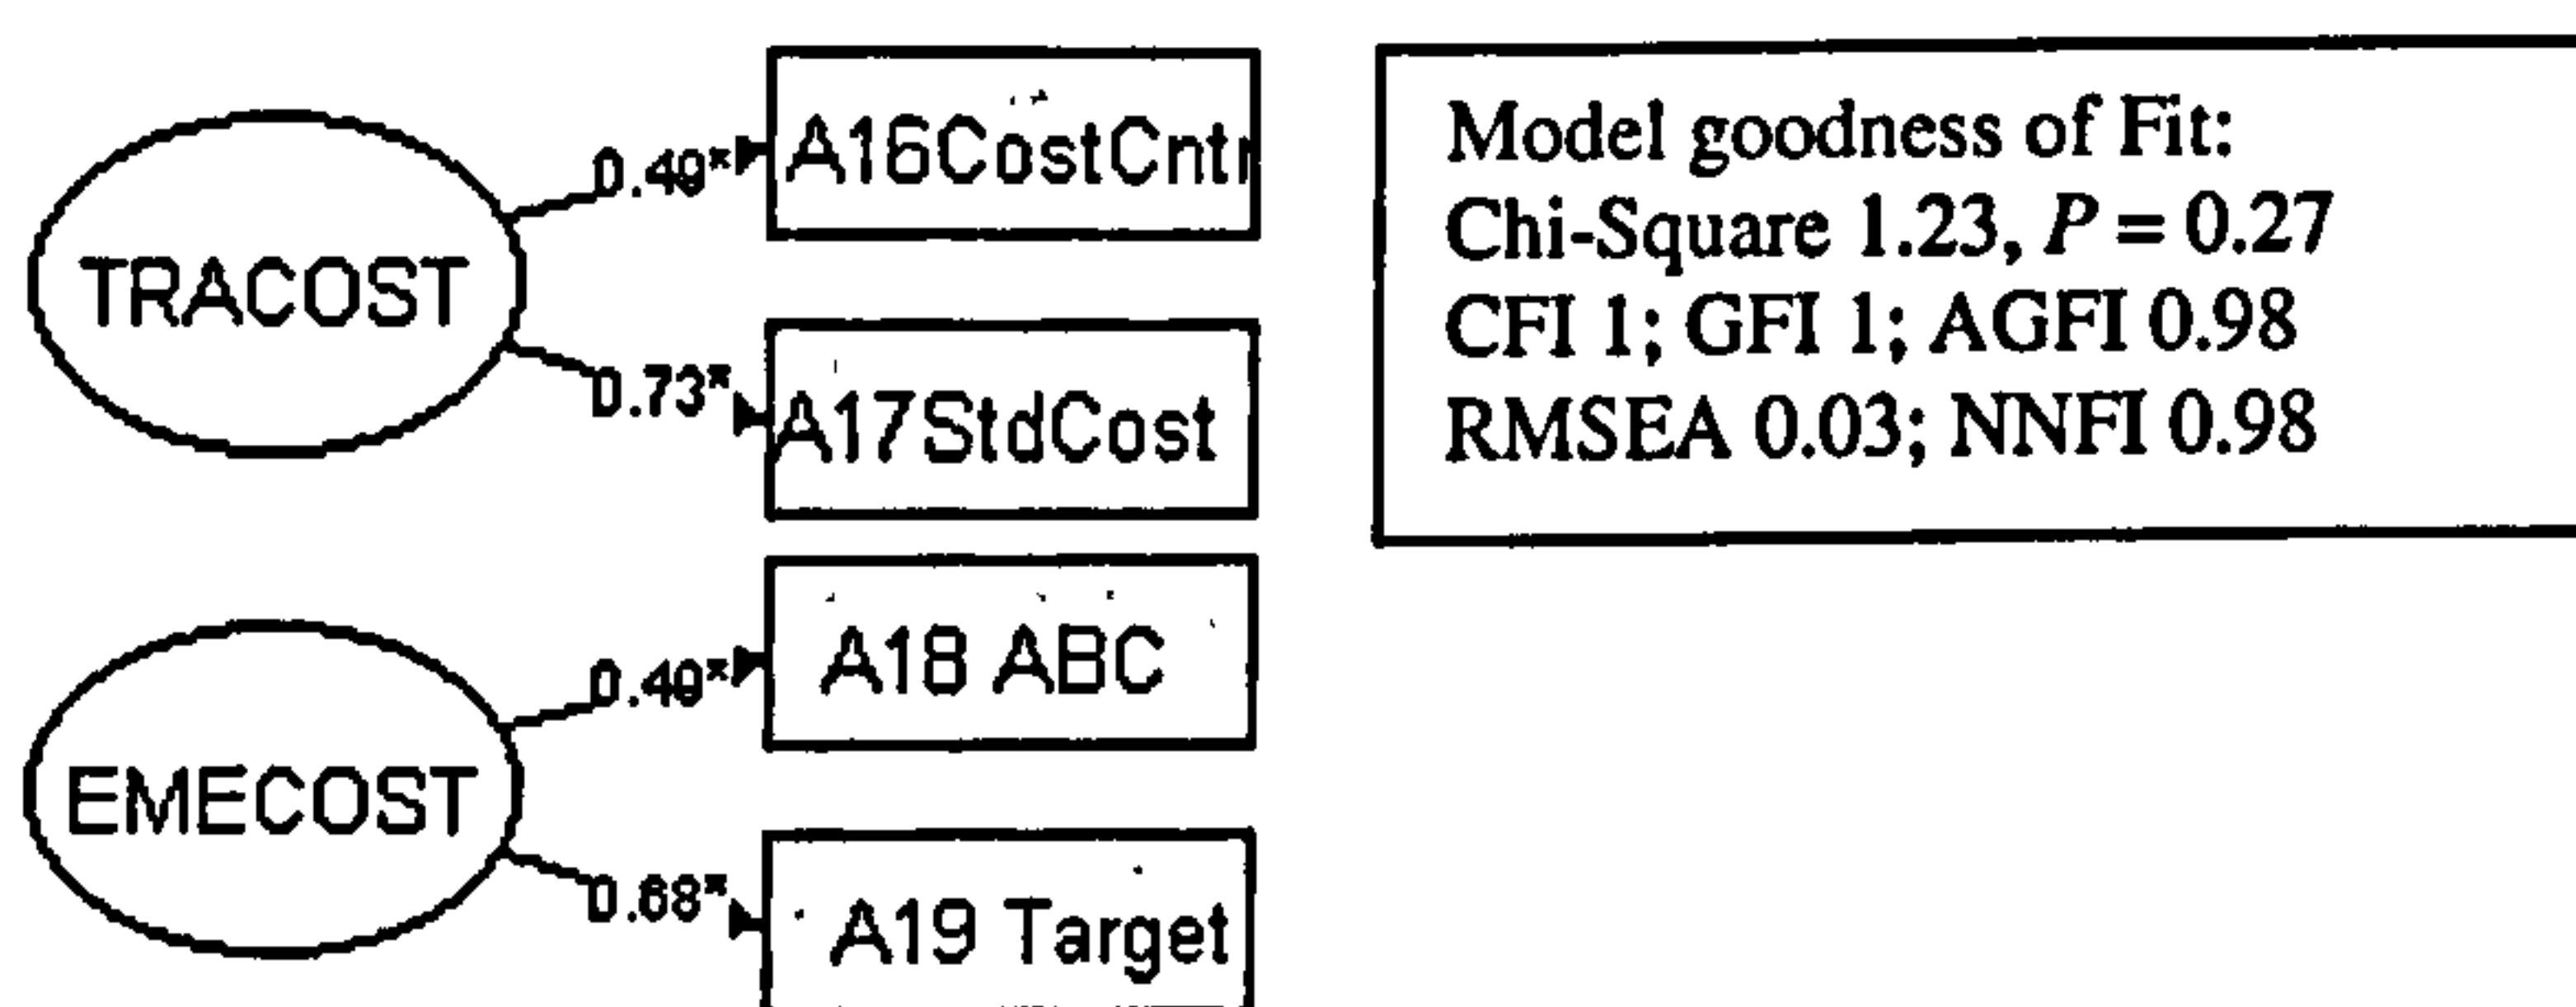 TRACOST
0.49*
A16CostCntr
0.73*
A17StdCost
EMECOST
0.49*
A18 ABC
0.68*
A19 Target
Model goodness of Fit:
Chi-Square 1.23, P = 0.27
CFI 1; GFI 1; AGFI 0.98
RMSEA 0.03; NNFI 0.98